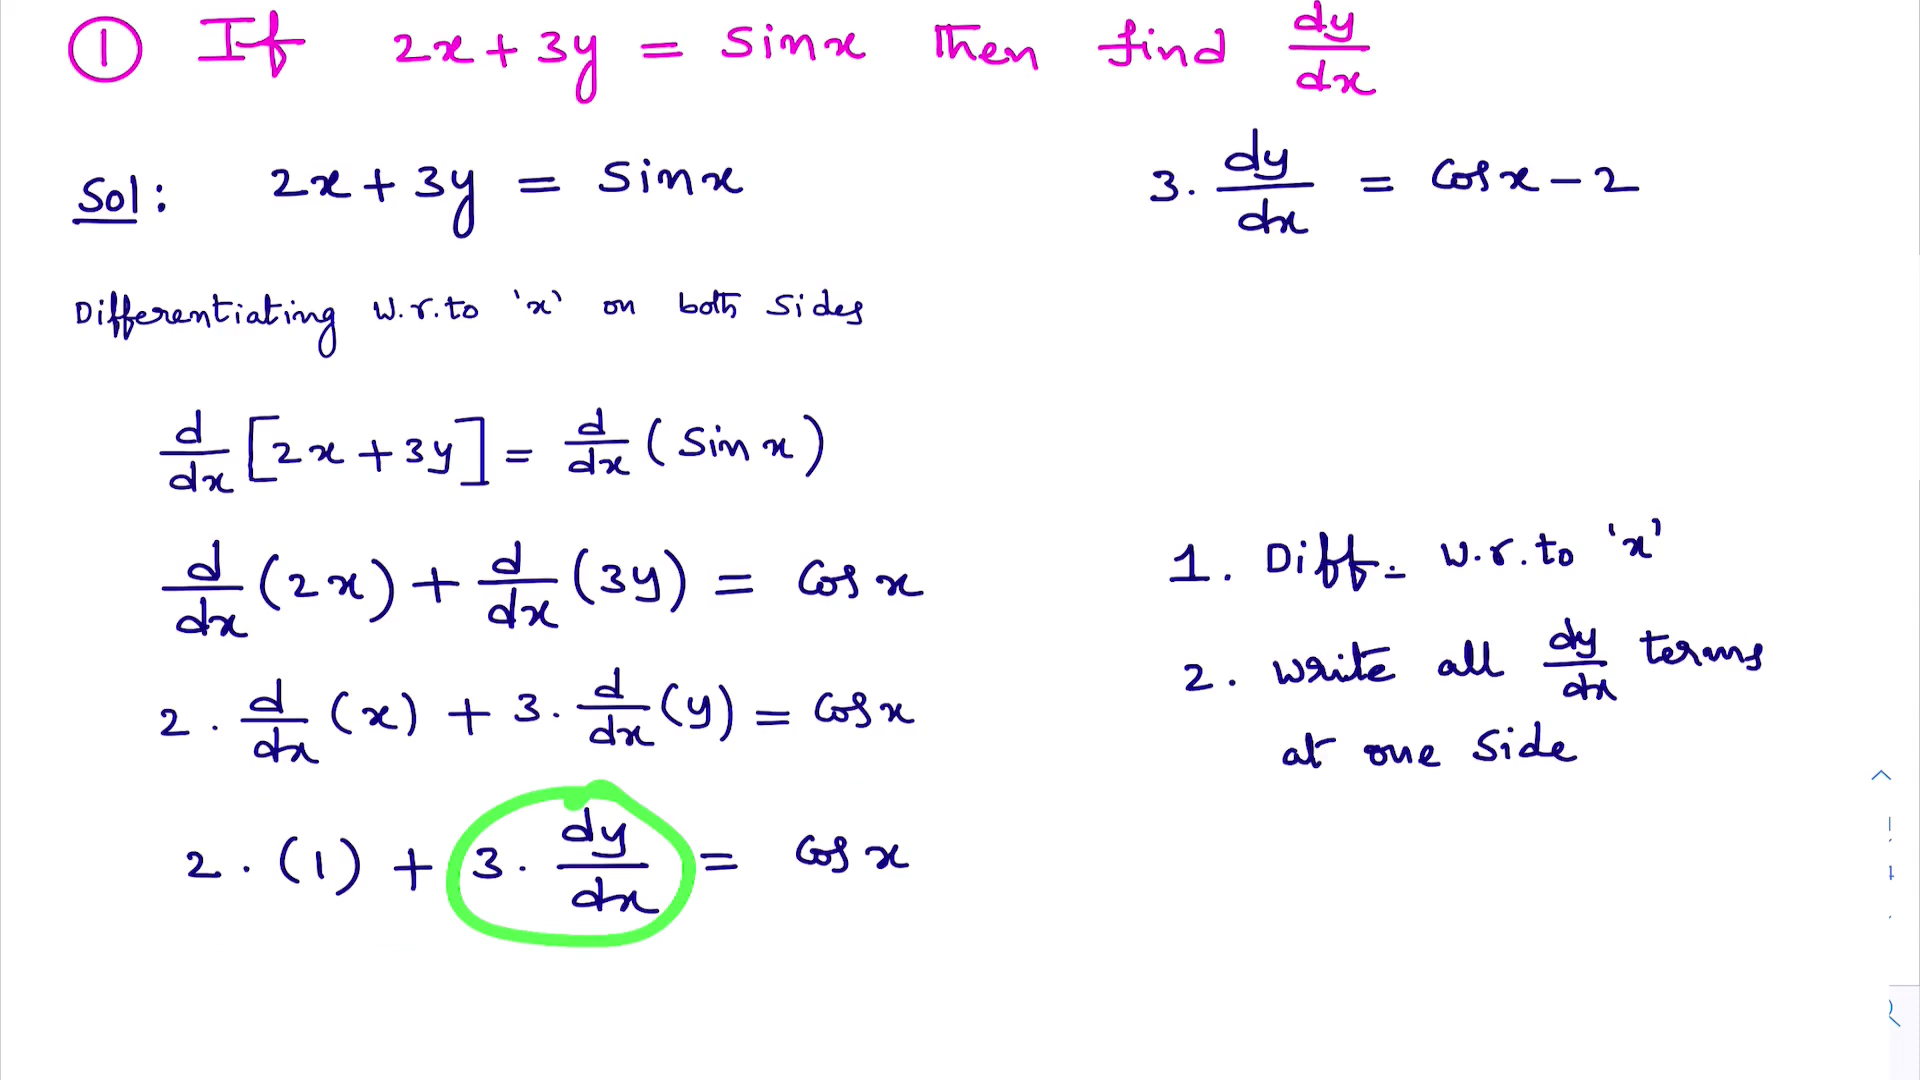 ① If 2x + 3y = Sinx Then find dy/dx
Sol: 2x + 3y = Sinx
Differentiating w.r.to 'x' on both sides
d/dx [2x + 3y] = d/dx (Sin x)
d/dx (2x) + d/dx (3y) = Cos x
2 . d/dx (x) + 3 . d/dx (y) = Cos x
2 . (1) + 3 . dy/dx = Cos x
3 . dy/dx = Cos x - 2
1. Diff. w.r.to 'x'
2. write all dy/dx terms
at one side